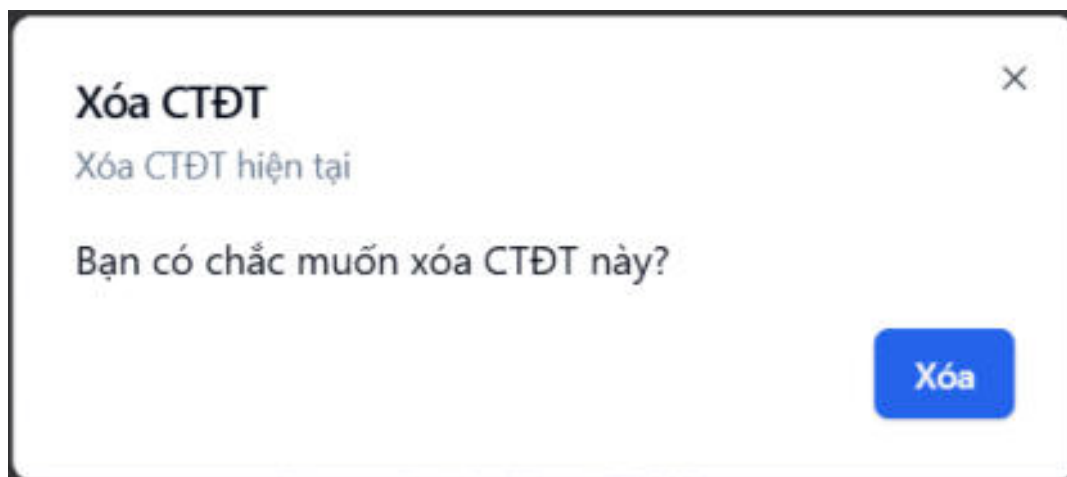 Xóa CTĐT
Xóa CTĐT hiện tại
Bạn có chắc muốn xóa CTĐT này?
Xóa